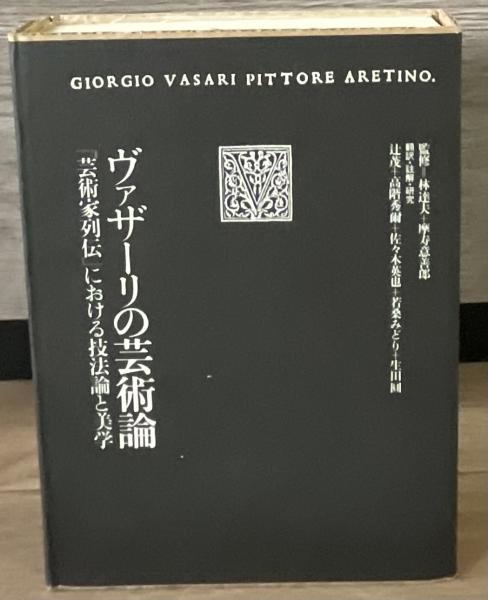 GIORGIO VASARI PITTORE ARETINO.
監修=林達夫+摩寿意善郎
翻訳・註解・研究
辻茂+高階秀爾+佐々木英也+若桑みどり+生田圓
ヴァザーリの芸術論
『芸術家列伝』における技法論と美学
V